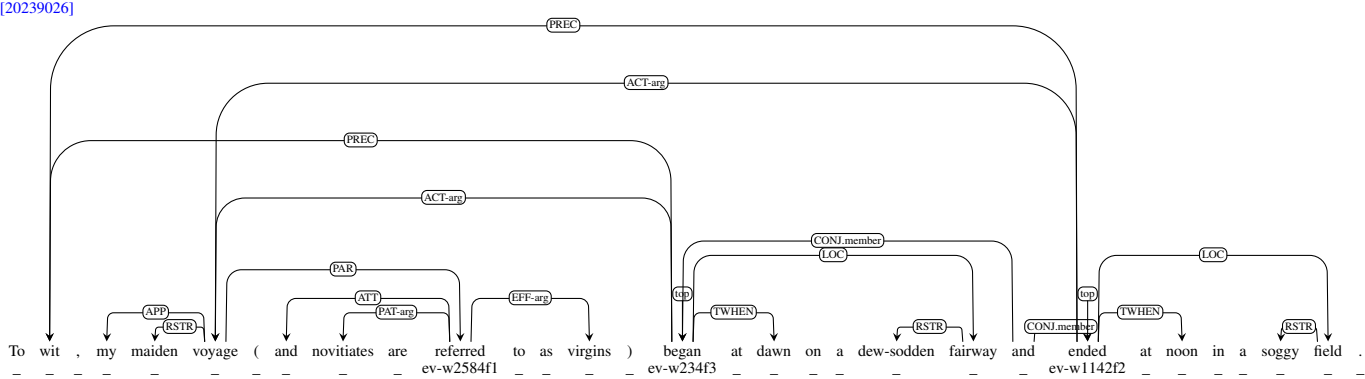 [20239026]
PREC
ACT-arg
PREC
ACT-arg
CONJ.member
LOC LOC
PAR
top top
ATT EFF-arg
APP PAT-arg TWHEN TWHEN
RSTR RSTR CONJ.member RSTR
To wit , my maiden voyage ( and novitiates are referred to as virgins ) began at dawn on a dew-sodden fairway and ended at noon in a soggy field .
_ _ _ _ _ _ _ _ _ _ ev-w2584f1 _ _ _ _ ev-w234f3 _ _ _ _ _ _ _ ev-w1142f2 _ _ _ _ _ _ _